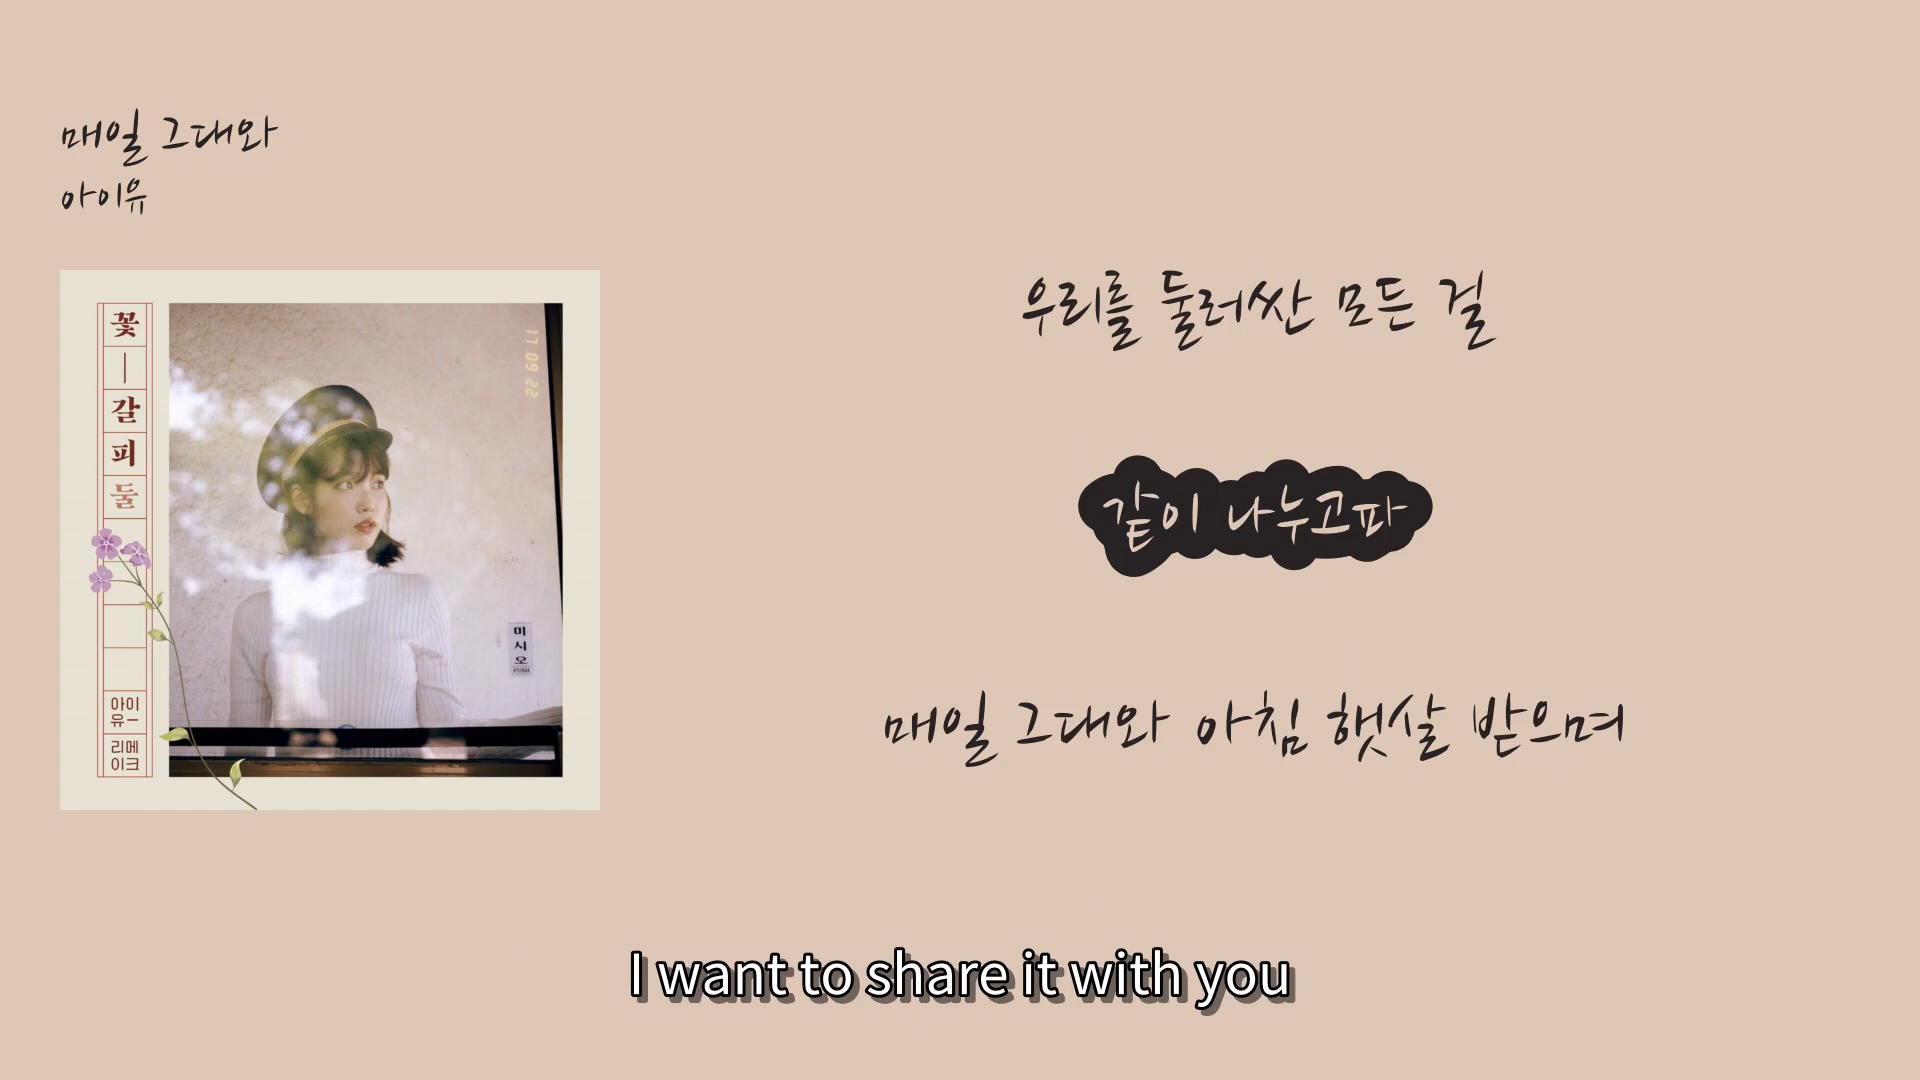 매일 그대와
아이유
꽃
—
갈
피
둘
아이
유—
리메
이크
17 09 22
미
시
오
PUSH
우리를 둘러싼 모든 걸
같이 나누고파
매일 그대와 아침 햇살 받으며
I want to share it with you